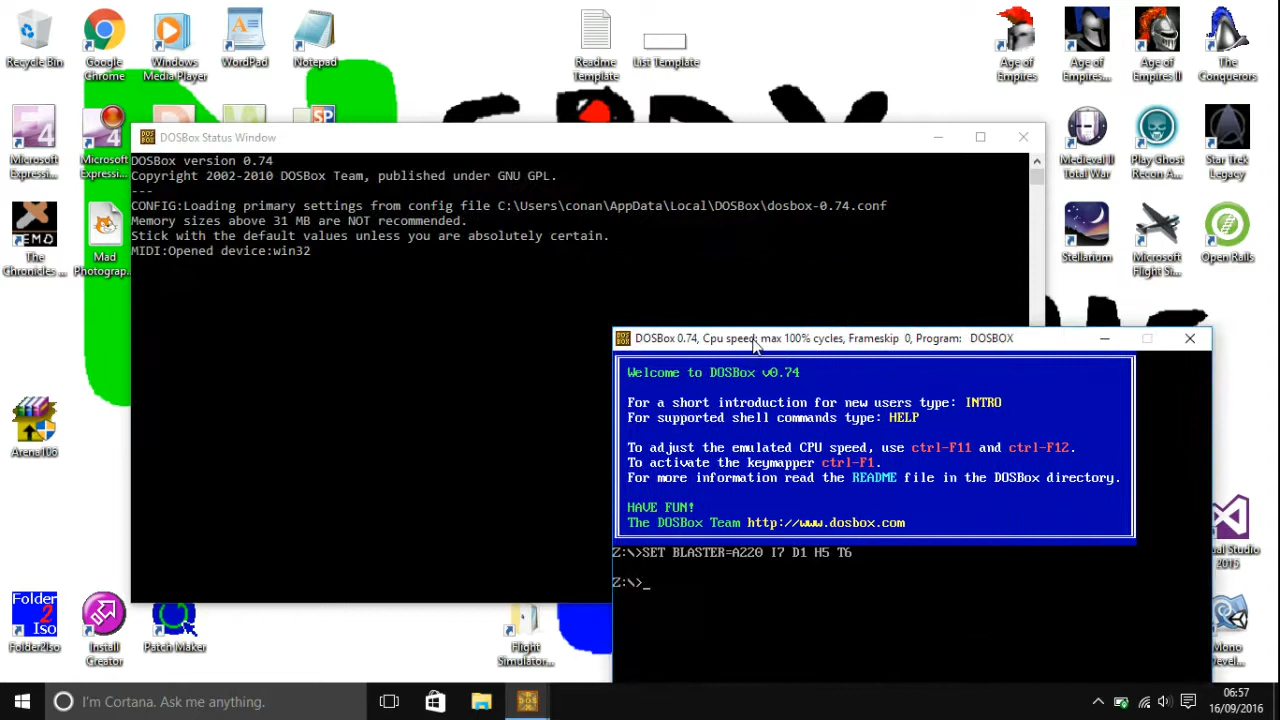 Recycle Bin
Google Chrome
Windows Media Player
WordPad
Notepad
Readme Template
List Template
Age of Empires
Age of Empires...
Age of Empires II
The Conquerors
Microsoft Expressi...
Microsoft Expressi...
Medieval II Total War
Play Ghost Recon A...
Star Trek Legacy
The Chronicles ...
Mad Photograp...
Stellarium
Microsoft Flight Si...
Open Rails
DOSBox Status Window
DOSBox version 0.74
Copyright 2002-2010 DOSBox Team, published under GNU GPL.
---
CONFIG:Loading primary settings from config file C:\Users\conan\AppData\Local\DOSBox\dosbox-0.74.conf
Memory sizes above 31 MB are NOT recommended.
Stick with the default values unless you are absolutely certain.
MIDI:Opened device:win32
DOSBox 0.74, Cpu speed: max 100% cycles, Frameskip 0, Program: DOSBOX
Welcome to DOSBox v0.74
For a short introduction for new users type: INTRO
For supported shell commands type: HELP
To adjust the emulated CPU speed, use ctrl-F11 and ctrl-F12.
To activate the keymapper ctrl-F1.
For more information read the README file in the DOSBox directory.
HAVE FUN!
The DOSBox Team http://www.dosbox.com
Z:\>SET BLASTER=A220 I7 D1 H5 T6
Z:\>_
Arena106
Folder2Iso
Install Creator
Patch Maker
Flight Simulator...
2015
Mono Devel...
I'm Cortana. Ask me anything.
06:57
16/09/2016